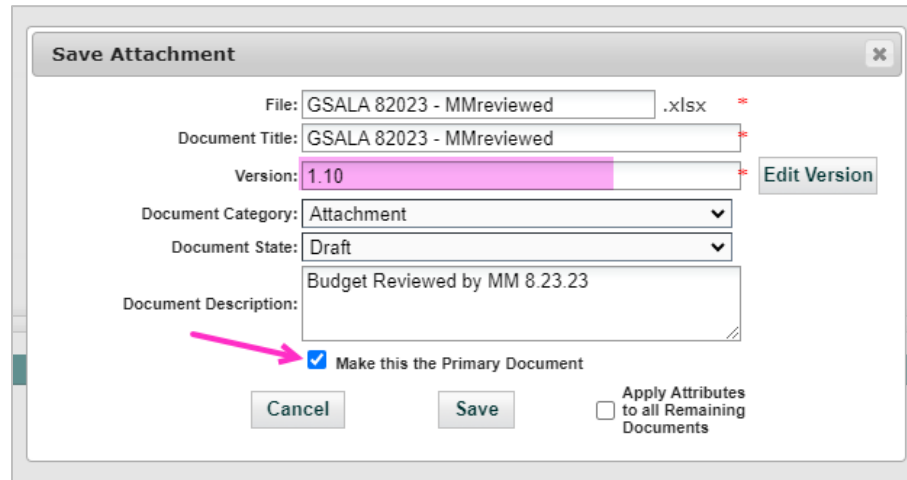 Save Attachment
File: GSALA 82023 - MMreviewed .xlsx *
Document Title: GSALA 82023 - MMreviewed *
Version: 1.10 * Edit Version
Document Category: Attachment
Document State: Draft
Document Description: Budget Reviewed by MM 8.23.23
Make this the Primary Document
Cancel Save Apply Attributes
to all Remaining
Documents